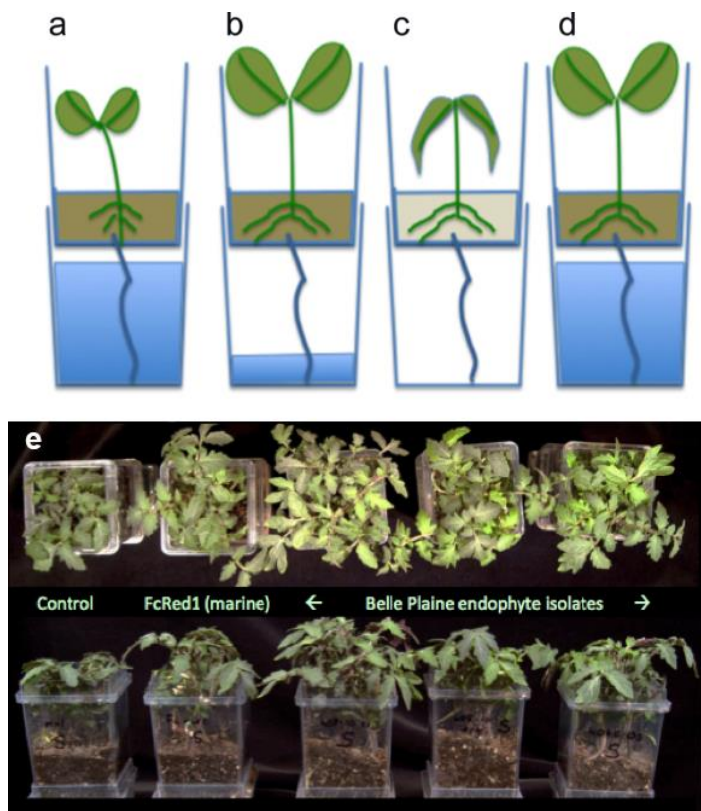 a b c d
e
Control FcRed1 (marine) ← Belle Plaine endophyte isolates →
S S S S S